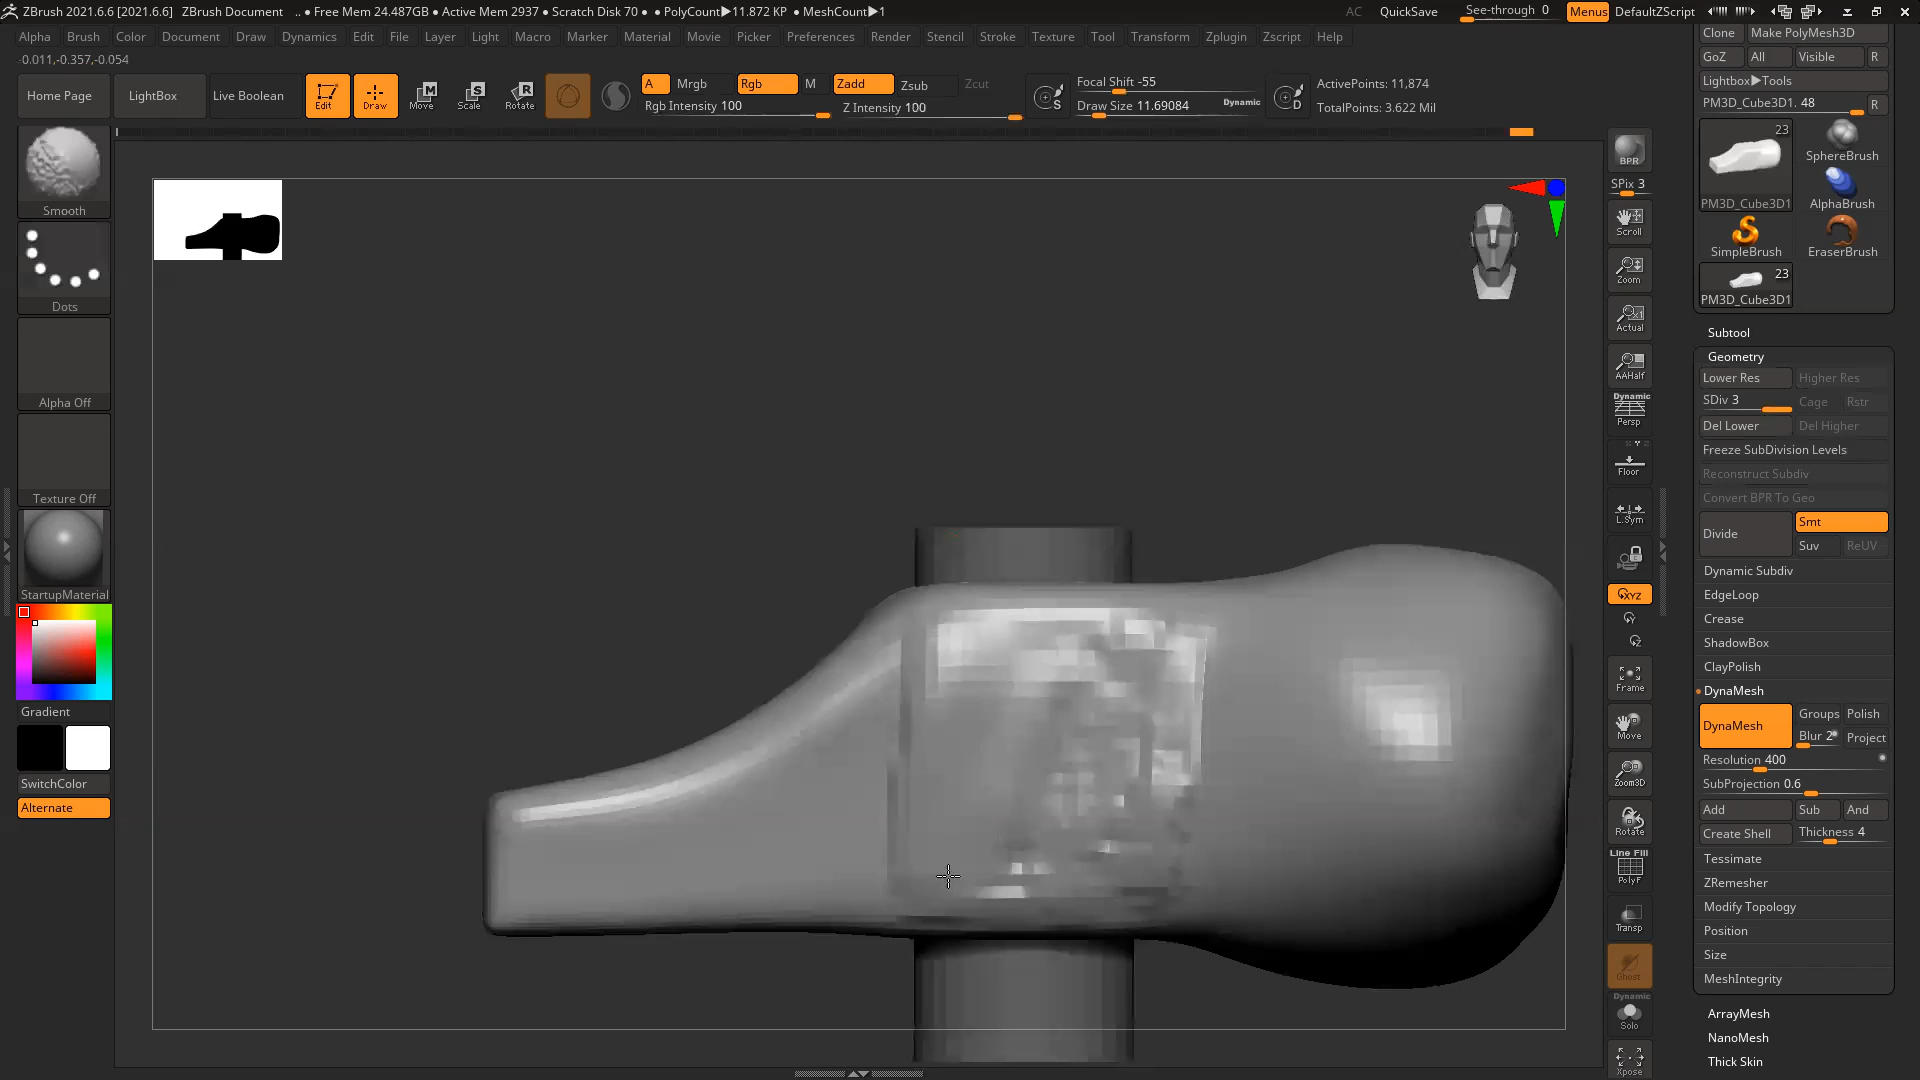 ZBrush 2021.6.6 [2021.6.6] ZBrush Document .. • Free Mem 24.487GB • Active Mem 2937 • Scratch Disk 70 • • PolyCount▶11.872 KP • MeshCount▶1 AC QuickSave See-through 0 Menus DefaultZScript
Alpha Brush Color Document Draw Dynamics Edit File Layer Light Macro Marker Material Movie Picker Preferences Render Stencil Stroke Texture Tool Transform Zplugin Zscript Help
-0.011,-0.357,-0.054
Home Page LightBox Live Boolean Edit Draw Move Scale Rotate
A Mrgb Rgb M Zadd Zsub Zcut
Rgb Intensity 100 Z Intensity 100
S Focal Shift -55
Draw Size 11.69084 Dynamic D
ActivePoints: 11,874
TotalPoints: 3.622 Mil
Smooth
Dots
Alpha Off
Texture Off
StartupMaterial
Gradient
SwitchColor
Alternate
BPR
SPix 3
Scroll
Zoom
Actual
AAHalf
Dynamic
Persp
Floor
L.Sym
XYZ
Y
Z
Frame
Move
Zoom3D
Rotate
Line Fill
PolyF
Transp
Ghost
Dynamic
Solo
Xpose
Clone Make PolyMesh3D
GoZ All Visible R
Lightbox▶Tools
PM3D_Cube3D1. 48 R
23
PM3D_Cube3D1 SphereBrush
AlphaBrush
SimpleBrush EraserBrush
23
PM3D_Cube3D1
Subtool
Geometry
Lower Res Higher Res
SDiv 3 Cage Rstr
Del Lower Del Higher
Freeze SubDivision Levels
Reconstruct Subdiv
Convert BPR To Geo
Divide Smt
Suv ReUV
Dynamic Subdiv
EdgeLoop
Crease
ShadowBox
ClayPolish
DynaMesh
DynaMesh Groups Polish
Blur 2 Project
Resolution 400
SubProjection 0.6
Add Sub And
Create Shell Thickness 4
Tessimate
ZRemesher
Modify Topology
Position
Size
MeshIntegrity
ArrayMesh
NanoMesh
Thick Skin